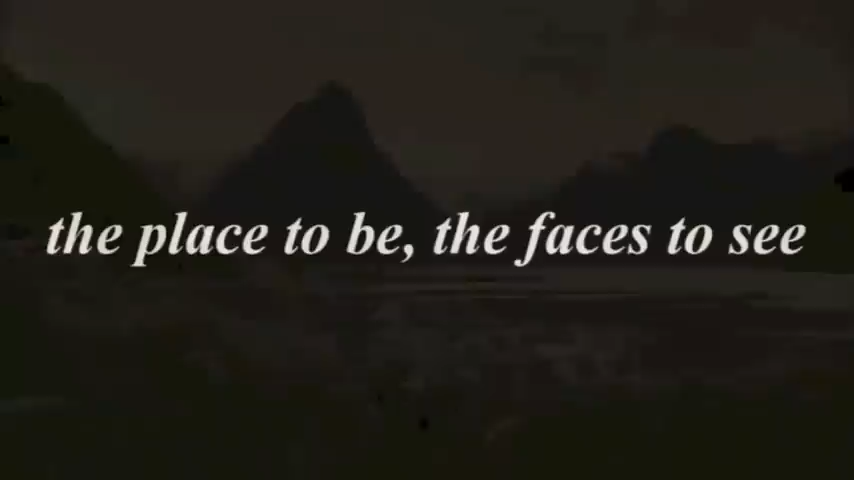 the place to be, the faces to see